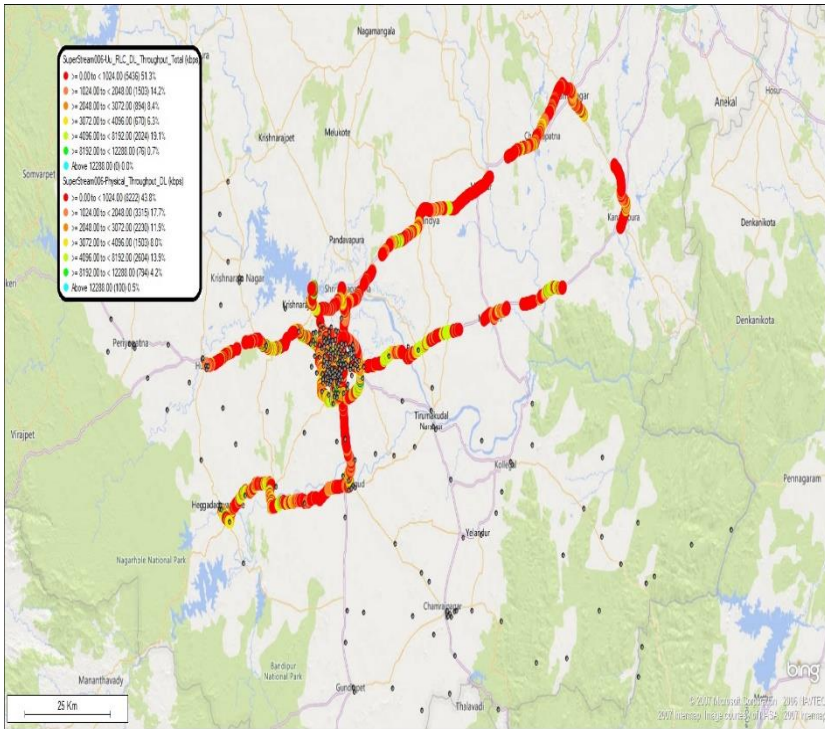 Nagamangala
SuperStream006-Uu_RLC_DL_Throughput_Total (kbps)
>= 0.00 to < 1024.00 (5436) 51.3%
>= 1024.00 to < 2048.00 (1503) 14.2%
>= 2048.00 to < 3072.00 (894) 8.4%
>= 3072.00 to < 4096.00 (670) 6.3%
>= 4096.00 to < 8192.00 (2024) 19.1%
>= 8192.00 to < 12288.00 (76) 0.7%
Above 12288.00 (0) 0.0%
SuperStream006-Physical_Throughput_DL (kbps)
>= 0.00 to < 1024.00 (8222) 43.8%
>= 1024.00 to < 2048.00 (3315) 17.7%
>= 2048.00 to < 3072.00 (2230) 11.9%
>= 3072.00 to < 4096.00 (1503) 8.0%
>= 4096.00 to < 8192.00 (2604) 13.9%
>= 8192.00 to < 12288.00 (794) 4.2%
Above 12288.00 (100) 0.5%
Hosur
Anekal
Krishnarajpet
Melukote
Somvarpet
Denkanikota
Pandavapura
Krishnaraja Nagar
Denkanikota
Periyapatna
Tirumakudal
Narsipur
Virajpet
Kollegal
Pennagaram
Yelandur
Nagarhole National Park
Chamrajnagar
Bandipur
National Park
Mananthavady
Gundlupet
Thalavadi
bing
25 Km